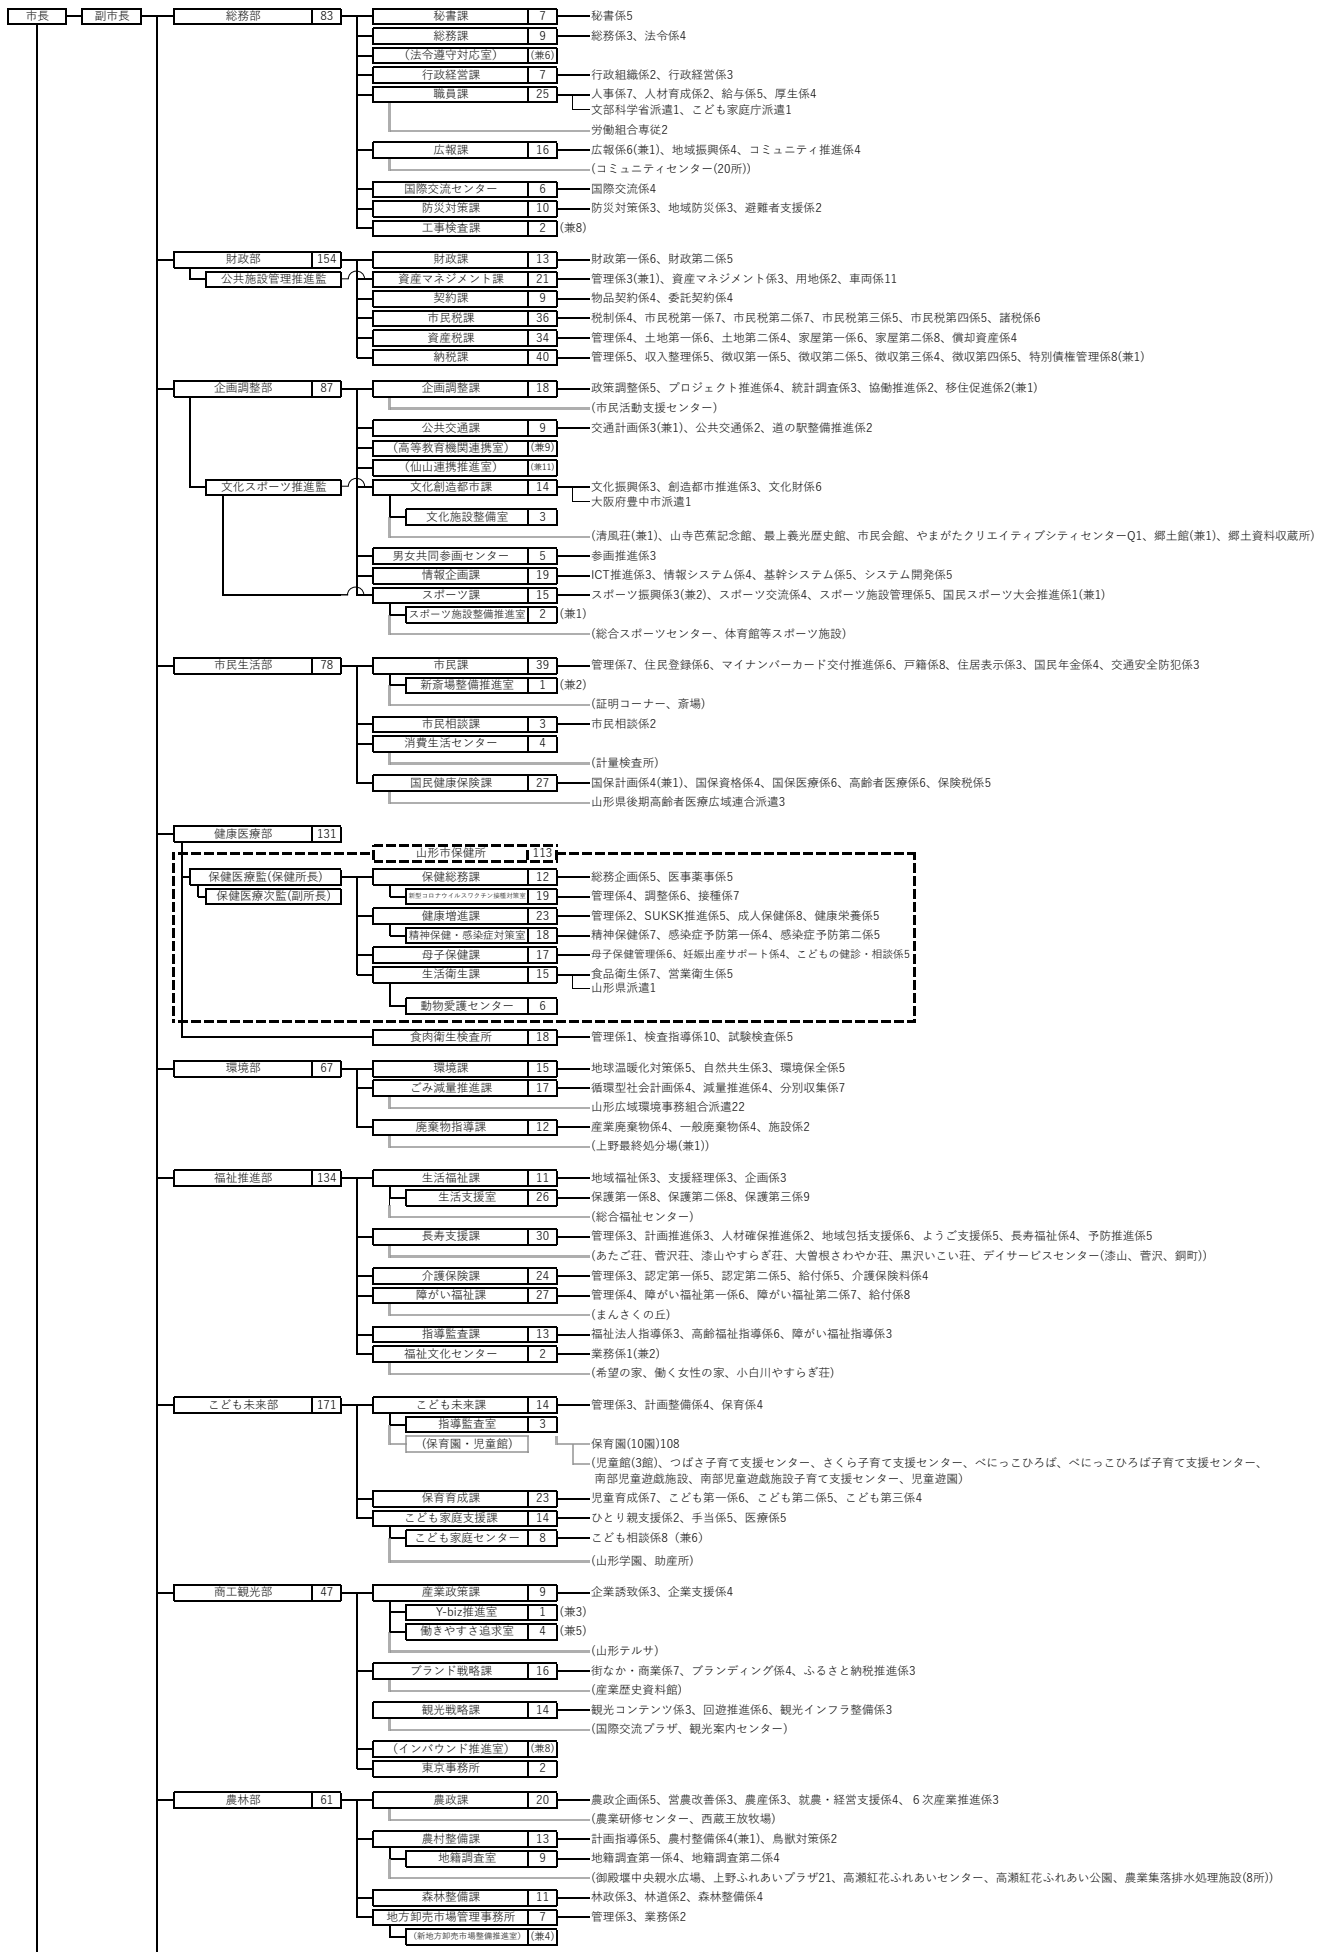 市長 副市長 総務部 83 秘書課 7 秘書係5
総務課 9 総務係3、法令係4
（法令遵守対応室） (兼6)
行政経営課 7 行政組織係2、行政経営係3
職員課 25 人事係7、人材育成係2、給与係5、厚生係4
文部科学省派遣1、こども家庭庁派遣1
労働組合専従2
広報課 16 広報係6(兼1)、地域振興係4、コミュニティ推進係4
(コミュニティセンター(20所))
国際交流センター 6 国際交流係4
防災対策課 10 防災対策係3、地域防災係3、避難者支援係2
工事検査課 2 (兼8)
財政部 154 財政課 13 財政第一係6、財政第二係5
公共施設管理推進監 資産マネジメント課 21 管理係3(兼1)、資産マネジメント係3、用地係2、車両係11
契約課 9 物品契約係4、委託契約係4
市民税課 36 税制係4、市民税第一係7、市民税第二係7、市民税第三係5、市民税第四係5、諸税係6
資産税課 34 管理係4、土地第一係6、土地第二係4、家屋第一係6、家屋第二係8、償却資産係4
納税課 40 管理係5、収入整理係5、徴収第一係5、徴収第二係5、徴収第三係4、徴収第四係5、特別債権管理係8(兼1)
企画調整部 87 企画調整課 18 政策調整係5、プロジェクト推進係4、統計調査係3、協働推進係2、移住促進係2(兼1)
(市民活動支援センター)
公共交通課 9 交通計画係3(兼1)、公共交通係2、道の駅整備推進係2
（高等教育機関連携室） (兼9)
（仙山連携推進室） (兼11)
文化スポーツ推進監 文化創造都市課 14 文化振興係3、創造都市推進係3、文化財係6
大阪府豊中市派遣1
文化施設整備室 3
(清風荘(兼1)、山寺芭蕉記念館、最上義光歴史館、市民会館、やまがたクリエイティブシティセンターQ1、郷土館(兼1)、郷土資料収蔵所)
男女共同参画センター 5 参画推進係3
情報企画課 19 ICT推進係3、情報システム係4、基幹システム係5、システム開発係5
スポーツ課 15 スポーツ振興係3(兼2)、スポーツ交流係4、スポーツ施設管理係5、国民スポーツ大会推進係1(兼1)
スポーツ施設整備推進室 2 (兼1)
(総合スポーツセンター、体育館等スポーツ施設)
市民生活部 78 市民課 39 管理係7、住民登録係6、マイナンバーカード交付推進係6、戸籍係8、住居表示係3、国民年金係4、交通安全防犯係3
新斎場整備推進室 1 (兼2)
(証明コーナー、斎場)
市民相談課 3 市民相談係2
消費生活センター 4
(計量検査所)
国民健康保険課 27 国保計画係4(兼1)、国保資格係4、国保医療係6、高齢者医療係6、保険税係5
山形県後期高齢者医療広域連合派遣3
健康医療部 131
山形市保健所 113
保健医療監(保健所長) 保健総務課 12 総務企画係5、医事薬事係5
保健医療次監(副所長) 新型コロナウイルスワクチン接種対策室 19 管理係4、調整係6、接種係7
健康増進課 23 管理係2、SUKSK推進係5、成人保健係8、健康栄養係5
精神保健・感染症対策室 18 精神保健係7、感染症予防第一係4、感染症予防第二係5
母子保健課 17 母子保健管理係6、妊娠出産サポート係4、こどもの健診・相談係5
生活衛生課 15 食品衛生係7、営業衛生係5
山形県派遣1
動物愛護センター 6
食肉衛生検査所 18 管理係1、検査指導係10、試験検査係5
環境部 67 環境課 15 地球温暖化対策係5、自然共生係3、環境保全係5
ごみ減量推進課 17 循環型社会計画係4、減量推進係4、分別収集係7
山形広域環境事務組合派遣22
廃棄物指導課 12 産業廃棄物係4、一般廃棄物係4、施設係2
(上野最終処分場(兼1))
福祉推進部 134 生活福祉課 11 地域福祉係3、支援経理係3、企画係3
生活支援室 26 保護第一係8、保護第二係8、保護第三係9
(総合福祉センター)
長寿支援課 30 管理係3、計画推進係3、人材確保推進係2、地域包括支援係6、ようご支援係5、長寿福祉係4、予防推進係5
(あたご荘、菅沢荘、漆山やすらぎ荘、大曽根さわやか荘、黒沢いこい荘、デイサービスセンター(漆山、菅沢、銅町))
介護保険課 24 管理係3、認定第一係5、認定第二係5、給付係5、介護保険料係4
障がい福祉課 27 管理係4、障がい福祉第一係6、障がい福祉第二係7、給付係8
(まんさくの丘)
指導監査課 13 福祉法人指導係3、高齢福祉指導係6、障がい福祉指導係3
福祉文化センター 2 業務係1(兼2)
(希望の家、働く女性の家、小白川やすらぎ荘)
こども未来部 171 こども未来課 14 管理係3、計画整備係4、保育係4
指導監査室 3
(保育園・児童館) 保育園(10園)108
(児童館(3館)、つばさ子育て支援センター、さくら子育て支援センター、べにっこひろば、べにっこひろば子育て支援センター、
南部児童遊戯施設、南部児童遊戯施設子育て支援センター、児童遊園)
保育育成課 23 児童育成係7、こども第一係6、こども第二係5、こども第三係4
こども家庭支援課 14 ひとり親支援係2、手当係5、医療係5
こども家庭センター 8 こども相談係8（兼6）
(山形学園、助産所)
商工観光部 47 産業政策課 9 企業誘致係3、企業支援係4
Y-biz推進室 1 (兼3)
働きやすさ追求室 4 (兼5)
(山形テルサ)
ブランド戦略課 16 街なか・商業係7、ブランディング係4、ふるさと納税推進係3
(産業歴史資料館)
観光戦略課 14 観光コンテンツ係3、回遊推進係6、観光インフラ整備係3
(国際交流プラザ、観光案内センター)
（インバウンド推進室） (兼8)
東京事務所 2
農林部 61 農政課 20 農政企画係5、営農改善係3、農産係3、就農・経営支援係4、６次産業推進係3
(農業研修センター、西蔵王放牧場)
農村整備課 13 計画指導係5、農村整備係4(兼1)、鳥獣対策係2
地籍調査室 9 地籍調査第一係4、地籍調査第二係4
(御殿堰中央親水広場、上野ふれあいプラザ21、高瀬紅花ふれあいセンター、高瀬紅花ふれあい公園、農業集落排水処理施設(8所))
森林整備課 11 林政係3、林道係2、森林整備係4
地方卸売市場管理事務所 7 管理係3、業務係2
（新地方卸売市場整備推進室） (兼4)